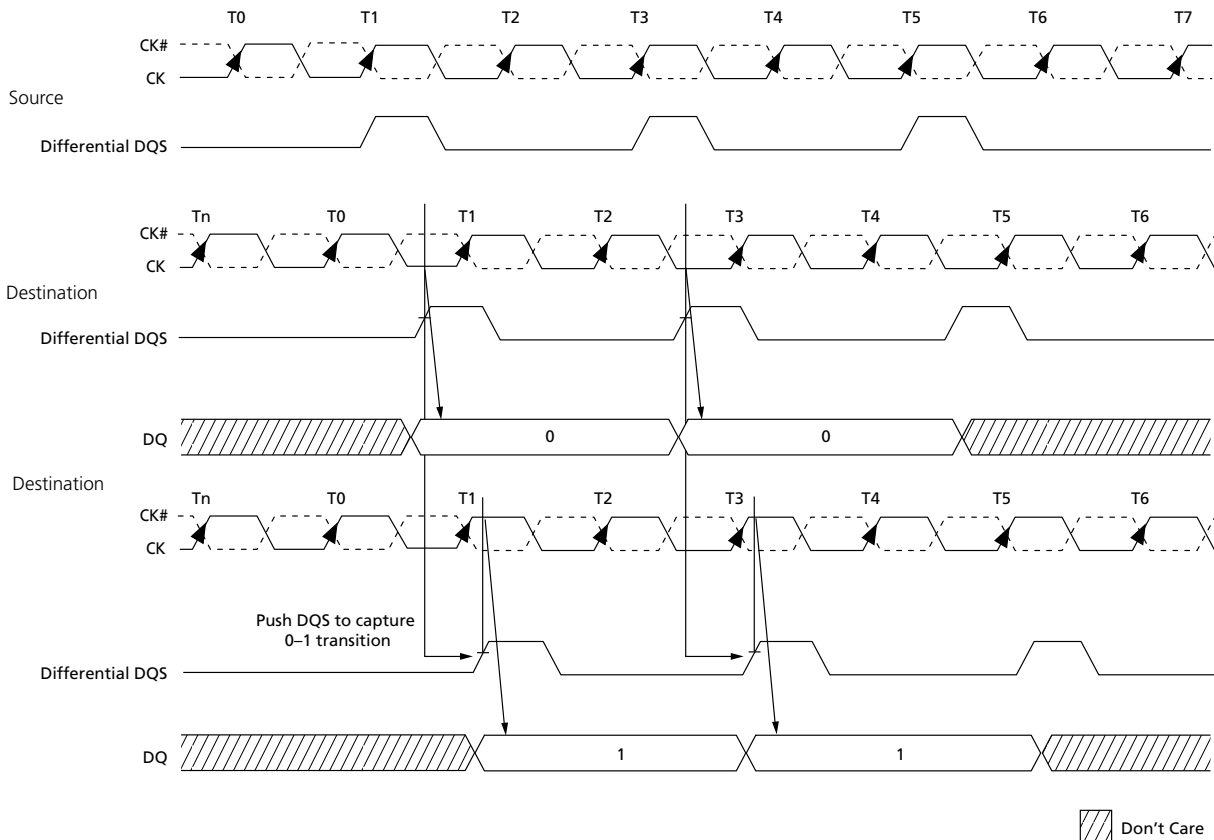 T0 T1 T2 T3 T4 T5 T6 T7
CK#
CK
Source
Differential DQS
Tn T0 T1 T2 T3 T4 T5 T6
CK#
CK
Destination
Differential DQS
DQ 0 0
Destination
Tn T0 T1 T2 T3 T4 T5 T6
CK#
CK
Push DQS to capture
0–1 transition
Differential DQS
DQ 1 1
Don't Care